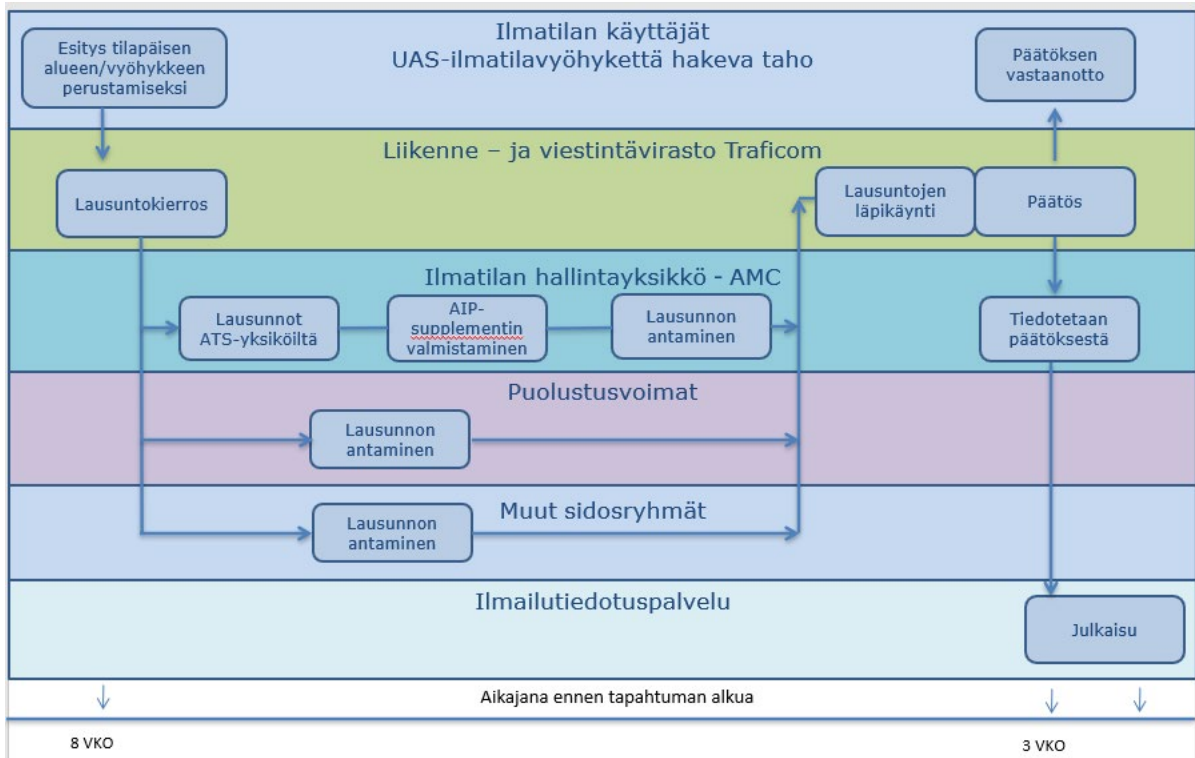 Ilmatilan käyttäjät
UAS-ilmatilavyöhykettä hakeva taho
Esitys tilapäisen
alueen/vyöhykkeen
perustamiseksi
Päätöksen
vastaanotto
Liikenne – ja viestintävirasto Traficom
Lausuntokierros
Lausuntojen
läpikäynti
Päätös
Ilmatilan hallintayksikkö - AMC
Lausunnot
ATS-yksiköiltä
AIP-
supplementin
valmistaminen
Lausunnon
antaminen
Tiedotetaan
päätöksestä
Puolustusvoimat
Lausunnon
antaminen
Muut sidosryhmät
Lausunnon
antaminen
Ilmailutiedotuspalvelu
Julkaisu
Aikajana ennen tapahtuman alkua
8 VKO
3 VKO